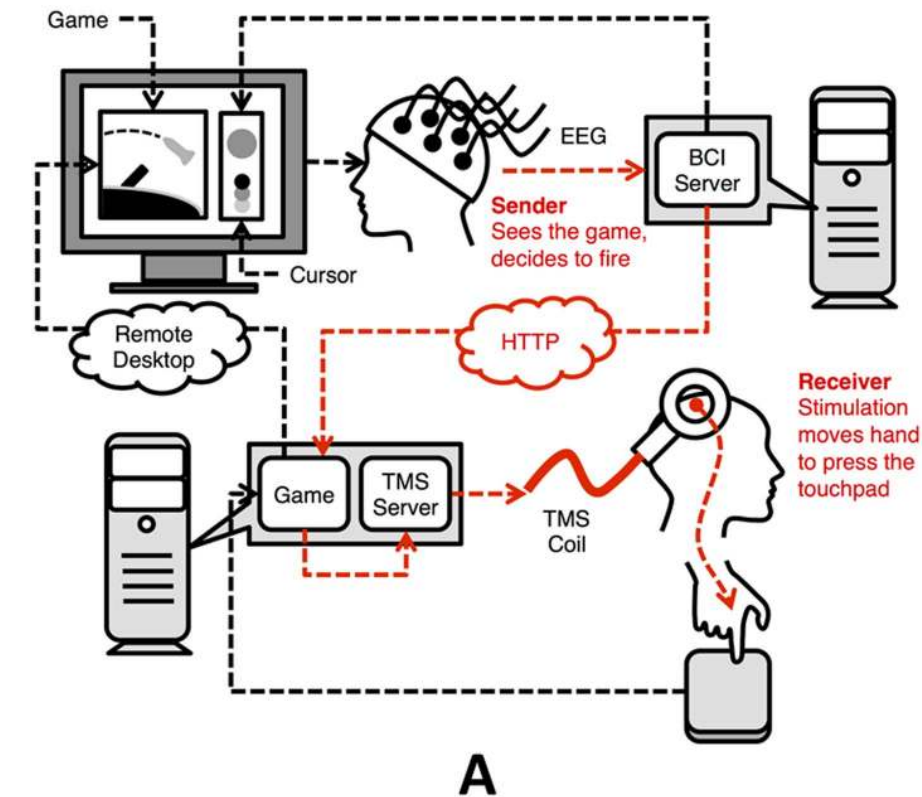 Game
EEG
BCI
Server
Sender
Sees the game,
decides to fire
Cursor
Remote
Desktop
HTTP
Receiver
Stimulation
moves hand
to press the
touchpad
Game
TMS
Server
TMS
Coil
A